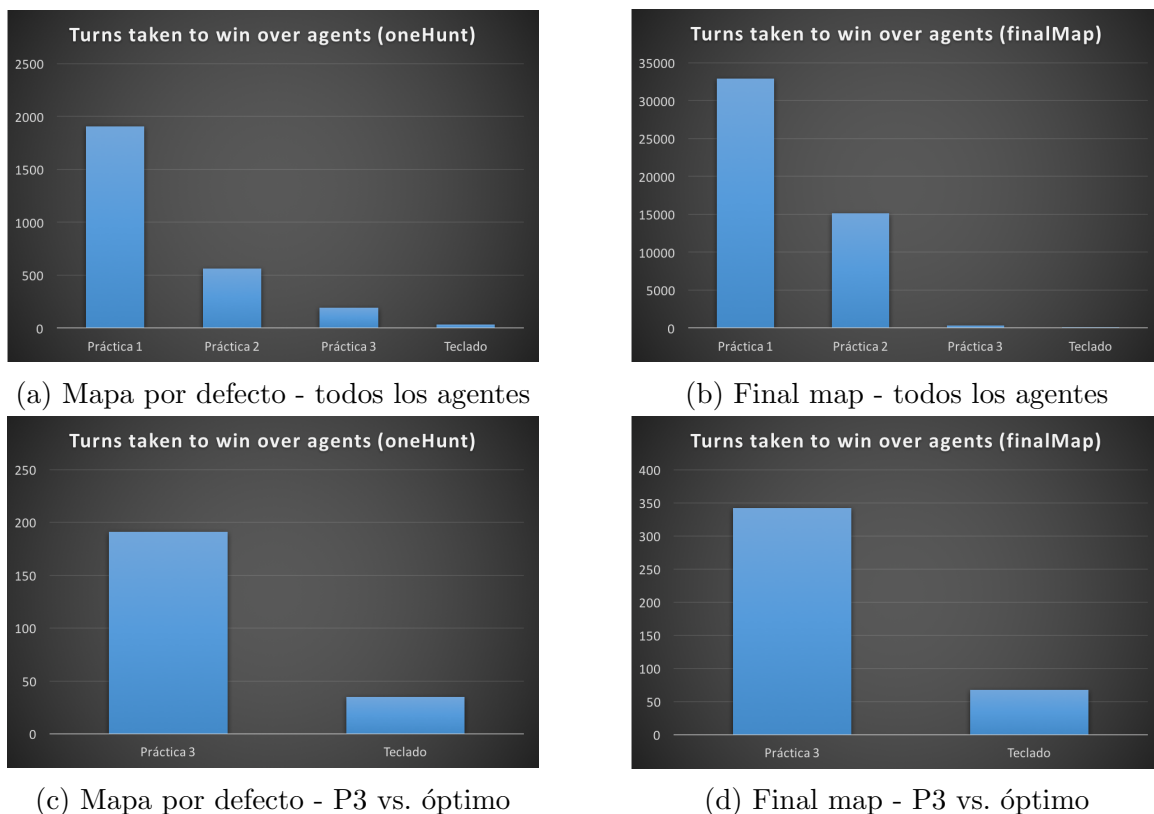 Turns taken to win over agents (oneHunt)
2500
2000
1500
1000
500
0
Práctica 1 Práctica 2 Práctica 3 Teclado
(a) Mapa por defecto - todos los agentes
Turns taken to win over agents (finalMap)
35000
30000
25000
20000
15000
10000
5000
0
Práctica 1 Práctica 2 Práctica 3 Teclado
(b) Final map - todos los agentes
Turns taken to win over agents (oneHunt)
250
200
150
100
50
0
Práctica 3 Teclado
(c) Mapa por defecto - P3 vs. óptimo
Turns taken to win over agents (finalMap)
400
350
300
250
200
150
100
50
0
Práctica 3 Teclado
(d) Final map - P3 vs. óptimo